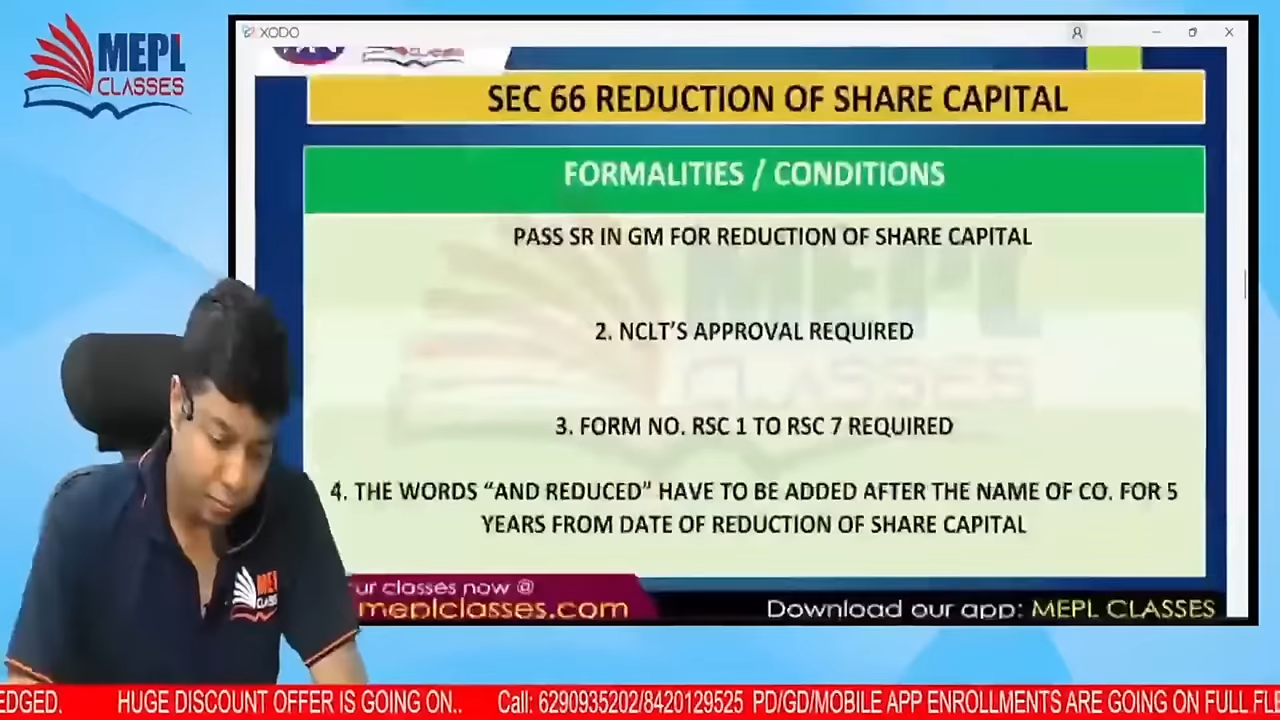 MEPL
CLASSES
XODO
SEC 66 REDUCTION OF SHARE CAPITAL
FORMALITIES / CONDITIONS
PASS SR IN GM FOR REDUCTION OF SHARE CAPITAL
2. NCLT’S APPROVAL REQUIRED
3. FORM NO. RSC 1 TO RSC 7 REQUIRED
4. THE WORDS “AND REDUCED” HAVE TO BE ADDED AFTER THE NAME OF CO. FOR 5
YEARS FROM DATE OF REDUCTION OF SHARE CAPITAL
MEPL
CLASSES
ur classes now @
meplclasses.com
Download our app: MEPL CLASSES
EDGED. HUGE DISCOUNT OFFER IS GOING ON.. Call: 6290935202/8420129525 PD/GD/MOBILE APP ENROLLMENTS ARE GOING ON FULL FLE